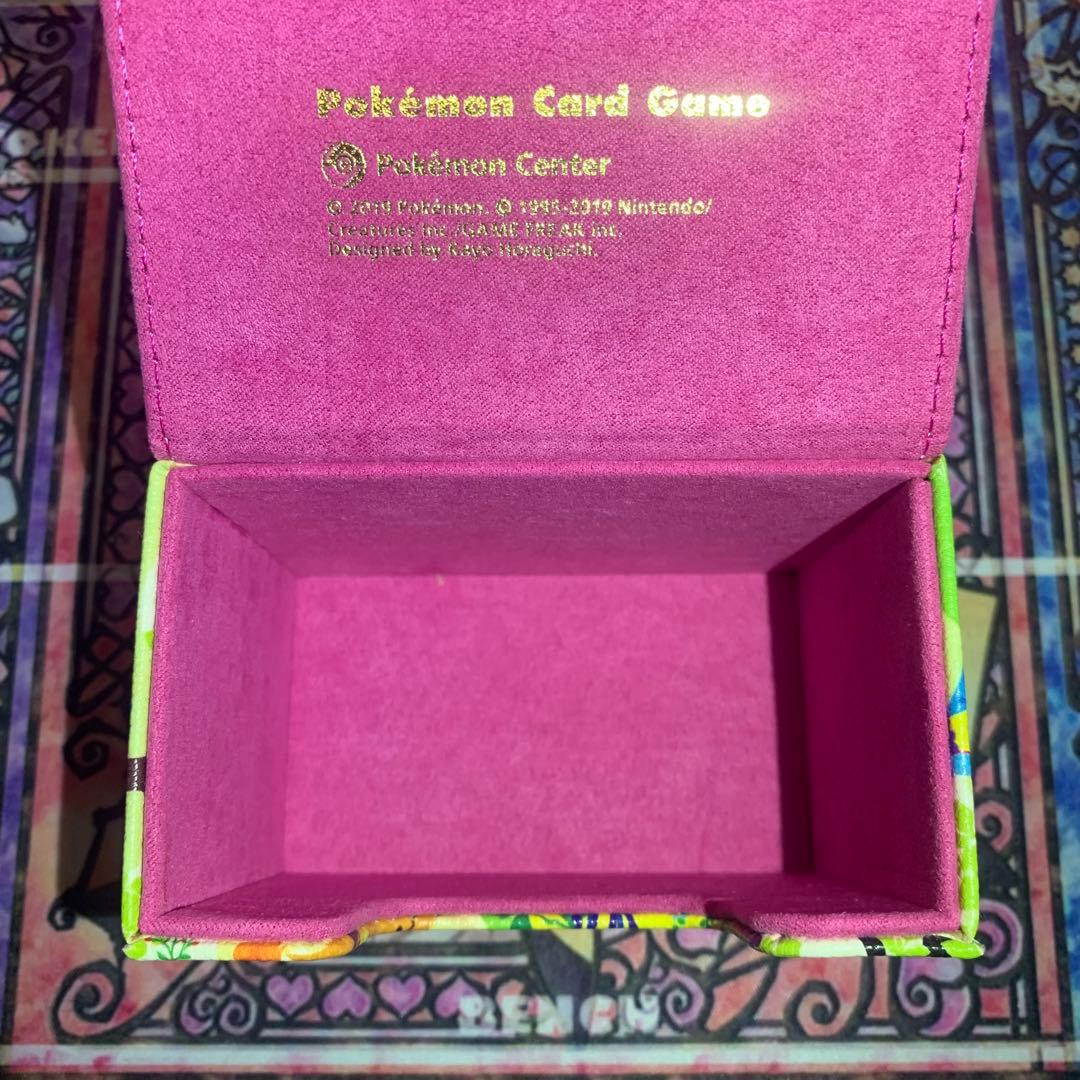 Pokémon Card Game
Pokémon Center
© 2019 Pokémon. © 1995-2019 Nintendo/
Creatures inc./GAME FREAK inc.
Designed by Kayo Horaguchi.
BENCH